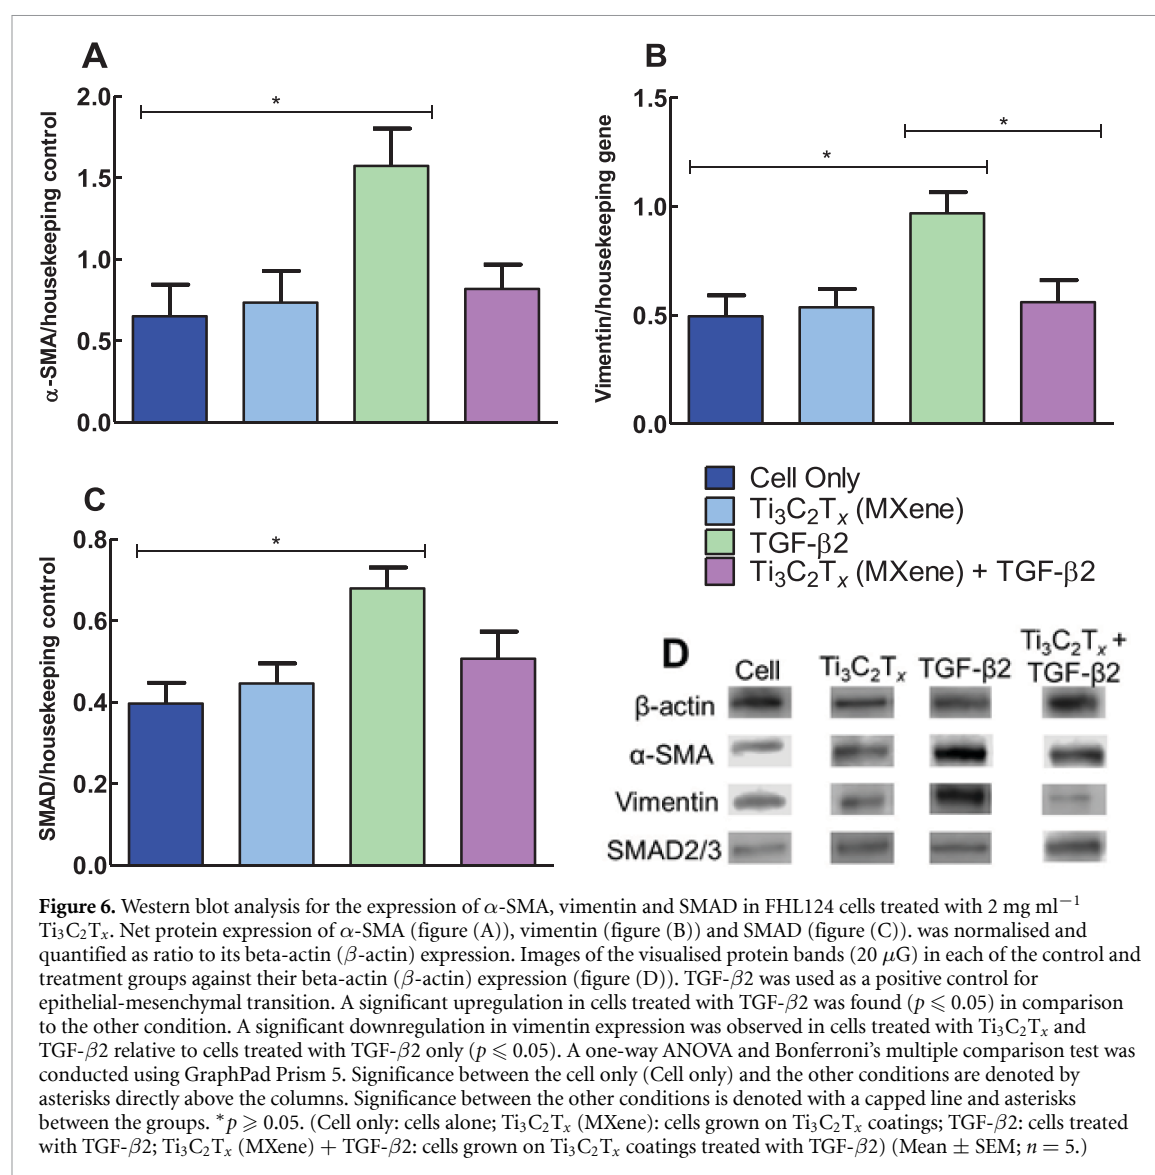 A
2.0
1.5
1.0
0.5
0.0
α-SMA/housekeeping control
*
B
1.5
1.0
0.5
0.0
Vimentin/housekeeping gene
*
*
C
0.8
0.6
0.4
0.2
0.0
SMAD/housekeeping control
*
Cell Only
Ti₃C₂Tₓ (MXene)
TGF-β2
Ti₃C₂Tₓ (MXene) + TGF-β2
D
Cell Ti₃C₂Tₓ TGF-β2 Ti₃C₂Tₓ +
TGF-β2
β-actin
α-SMA
Vimentin
SMAD2/3
Figure 6. Western blot analysis for the expression of α-SMA, vimentin and SMAD in FHL124 cells treated with 2 mg ml⁻¹
Ti₃C₂Tₓ. Net protein expression of α-SMA (figure (A)), vimentin (figure (B)) and SMAD (figure (C)). was normalised and
quantified as ratio to its beta-actin (β-actin) expression. Images of the visualised protein bands (20 μG) in each of the control and
treatment groups against their beta-actin (β-actin) expression (figure (D)). TGF-β2 was used as a positive control for
epithelial-mesenchymal transition. A significant upregulation in cells treated with TGF-β2 was found (p ⩽ 0.05) in comparison
to the other condition. A significant downregulation in vimentin expression was observed in cells treated with Ti₃C₂Tₓ and
TGF-β2 relative to cells treated with TGF-β2 only (p ⩽ 0.05). A one-way ANOVA and Bonferroni's multiple comparison test was
conducted using GraphPad Prism 5. Significance between the cell only (Cell only) and the other conditions are denoted by
asterisks directly above the columns. Significance between the other conditions is denoted with a capped line and asterisks
between the groups. *p ⩾ 0.05. (Cell only: cells alone; Ti₃C₂Tₓ (MXene): cells grown on Ti₃C₂Tₓ coatings; TGF-β2: cells treated
with TGF-β2; Ti₃C₂Tₓ (MXene) + TGF-β2: cells grown on Ti₃C₂Tₓ coatings treated with TGF-β2) (Mean ± SEM; n = 5.)